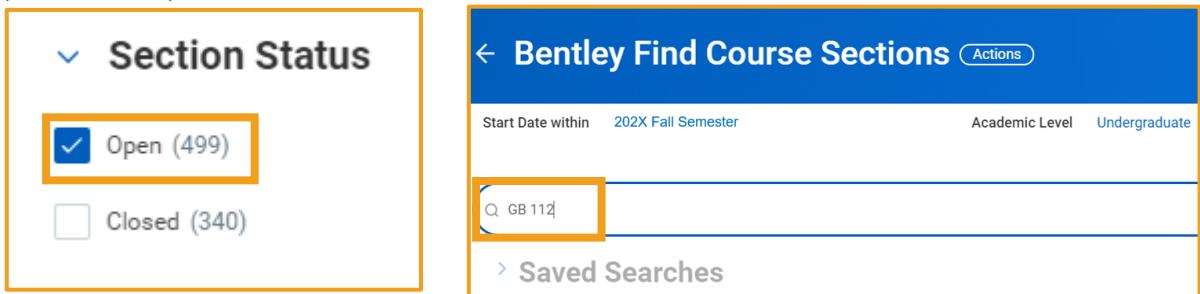 Section Status
Open (499)
Closed (340)
Bentley Find Course Sections Actions
Start Date within 202X Fall Semester Academic Level Undergraduate
GB 112
Saved Searches